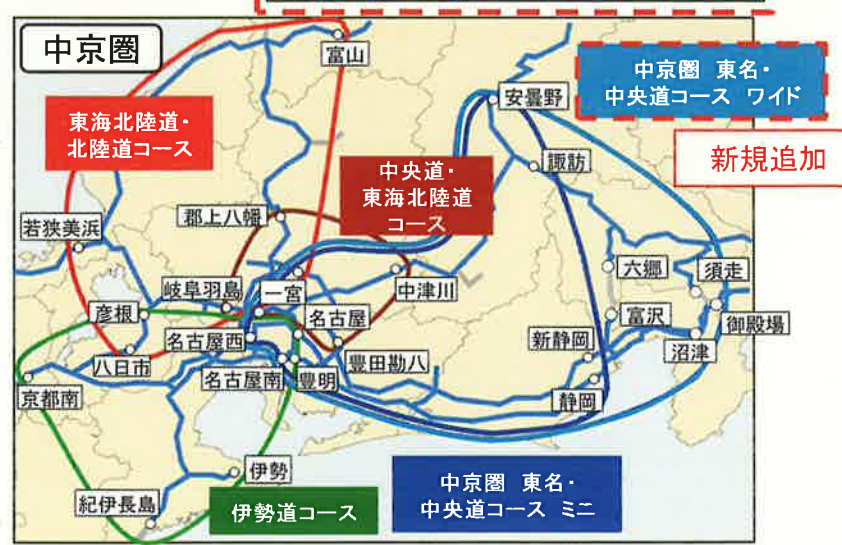 中京圏
富山
中京圏 東名・
中央道コース ワイド
安曇野
東海北陸道・
北陸道コース
新規追加
諏訪
中央道・
東海北陸道
コース
郡上八幡
若狭美浜
六郷
須走
岐阜羽島
一宮
中津川
彦根
名古屋
富沢
御殿場
名古屋西
新静岡
沼津
八日市
豊田勘八
京都南
名古屋南
豊明
静岡
伊勢
中京圏 東名・
中央道コース ミニ
紀伊長島
伊勢道コース